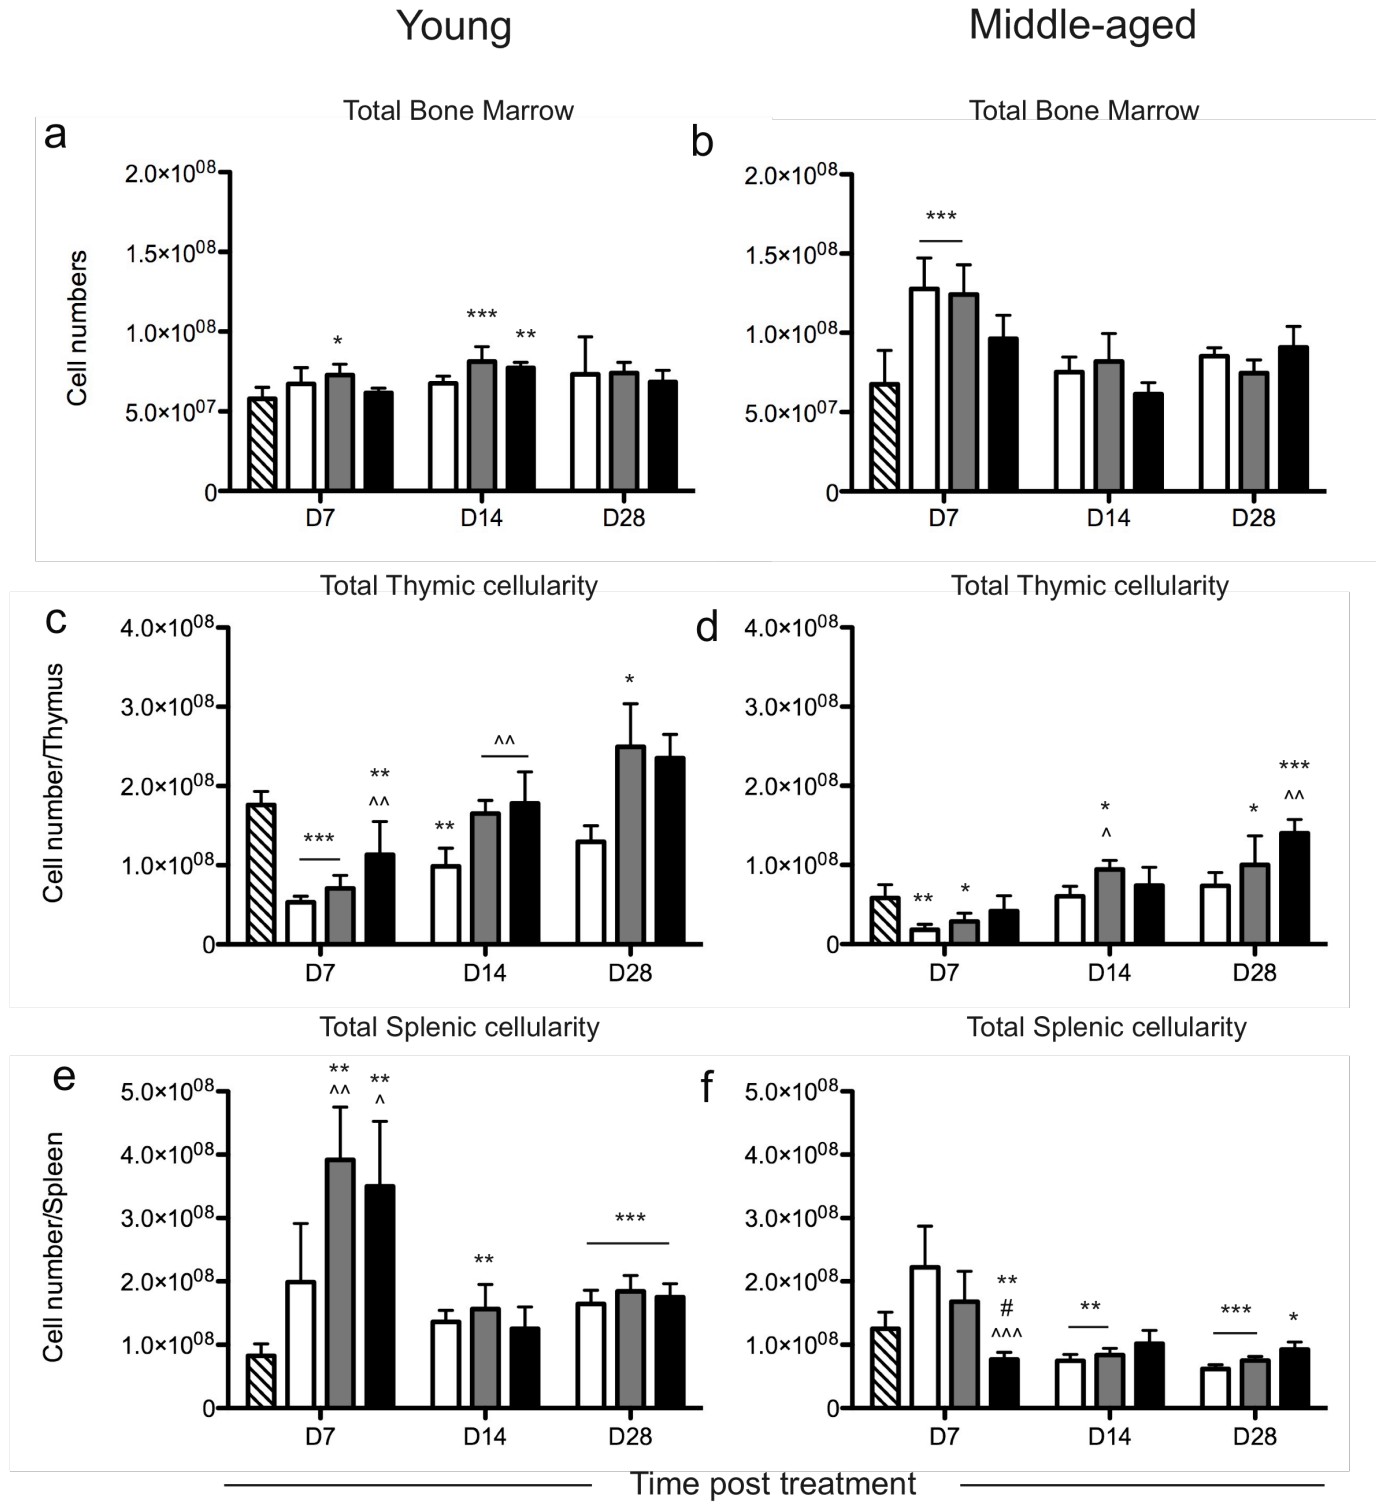 Young Middle-aged
Total Bone Marrow Total Bone Marrow
a b
2.0×10^08 2.0×10^08
***
1.5×10^08 1.5×10^08
Cell numbers
* *** **
1.0×10^08 1.0×10^08
5.0×10^07 5.0×10^07
0 0
D7 D14 D28 D7 D14 D28
Total Thymic cellularity Total Thymic cellularity
c d
4.0×10^08 4.0×10^08
Cell number/Thymus
*
3.0×10^08 3.0×10^08
^^
** ***
2.0×10^08 2.0×10^08
^^ ^^
*** ** * *
^
1.0×10^08 1.0×10^08
** *
0 0
D7 D14 D28 D7 D14 D28
Total Splenic cellularity Total Splenic cellularity
e f
** **
^^ ^
5.0×10^08 5.0×10^08
4.0×10^08 4.0×10^08
Cell number/Spleen
3.0×10^08 3.0×10^08
** ***
2.0×10^08 2.0×10^08
**
#
^^^
** *** *
1.0×10^08 1.0×10^08
0 0
D7 D14 D28 D7 D14 D28
Time post treatment